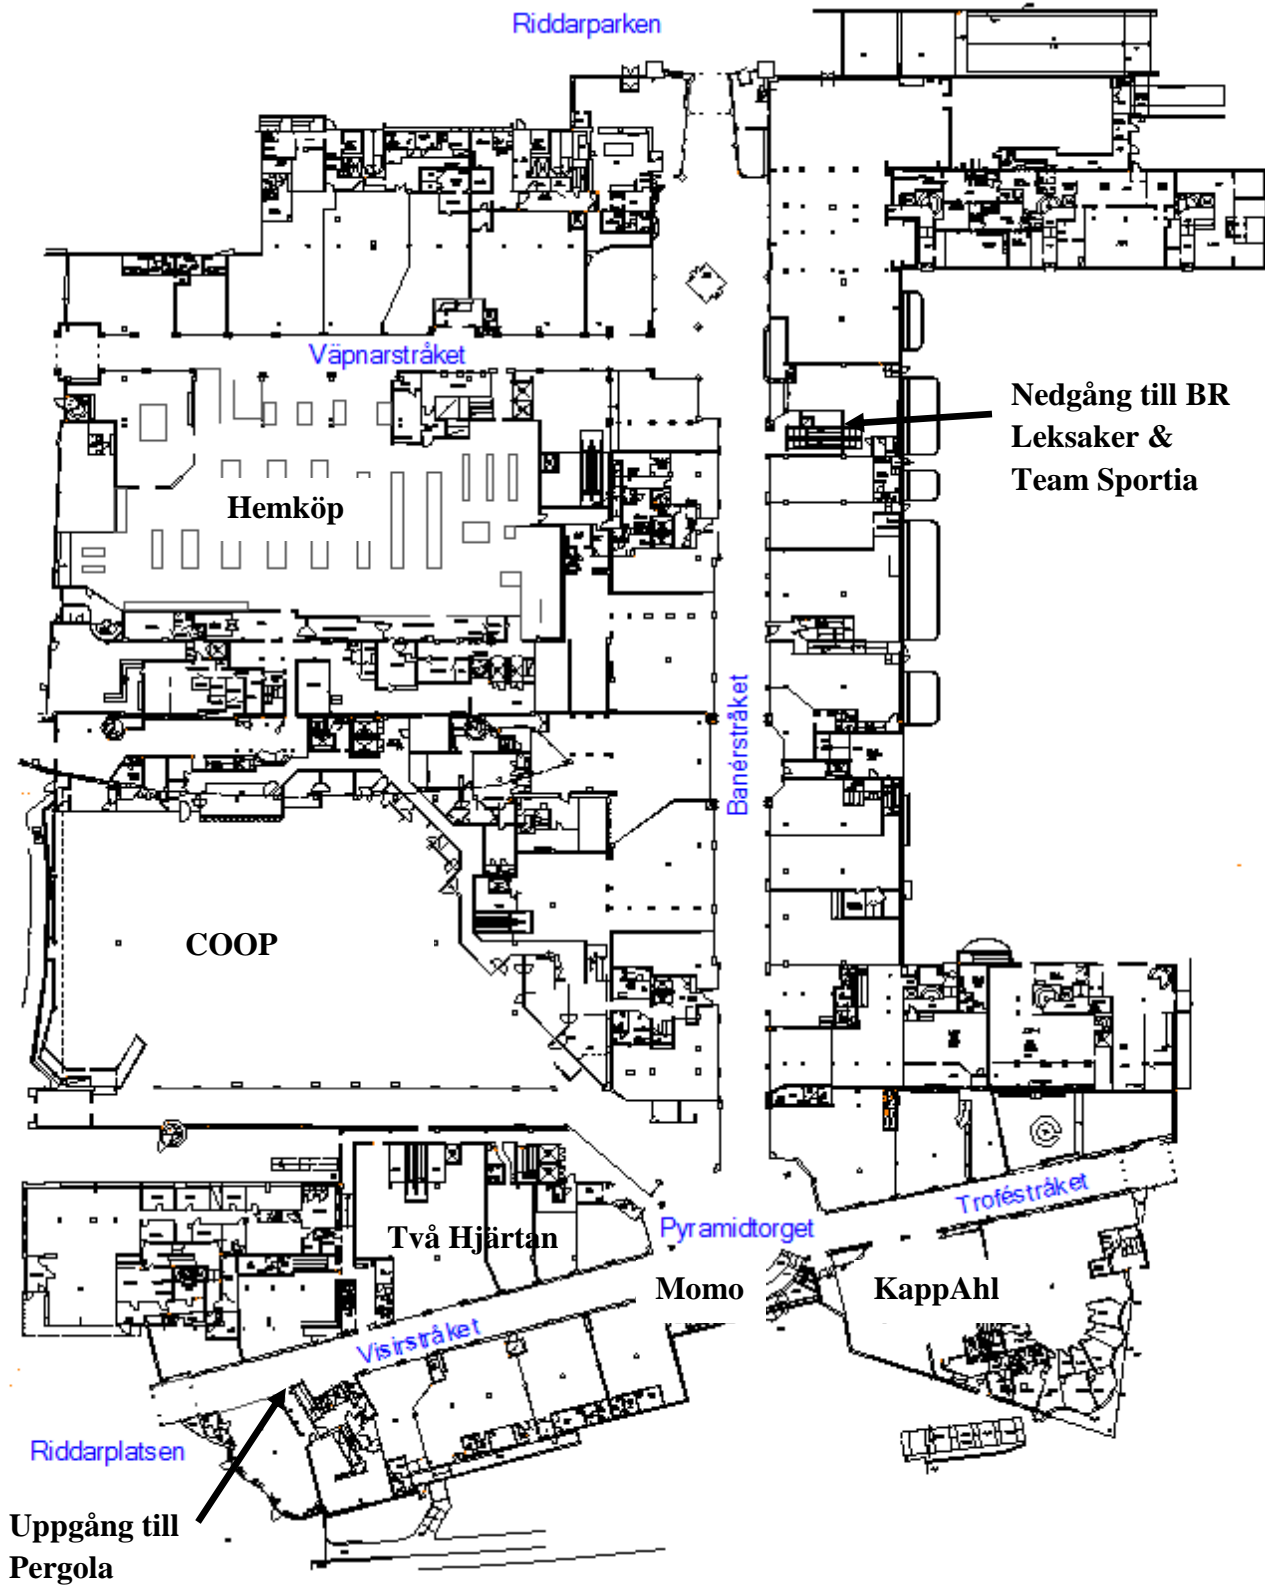 Riddarparken
Väpnarstråket
Nedgång till BR
Leksaker &
Team Sportia
Hemköp
Banérstråket
COOP
Troféstråket
Pyramidtorget
Två Hjärtan
Momo
KappAhl
Visirstråket
Riddarplatsen
Uppgång till
Pergola